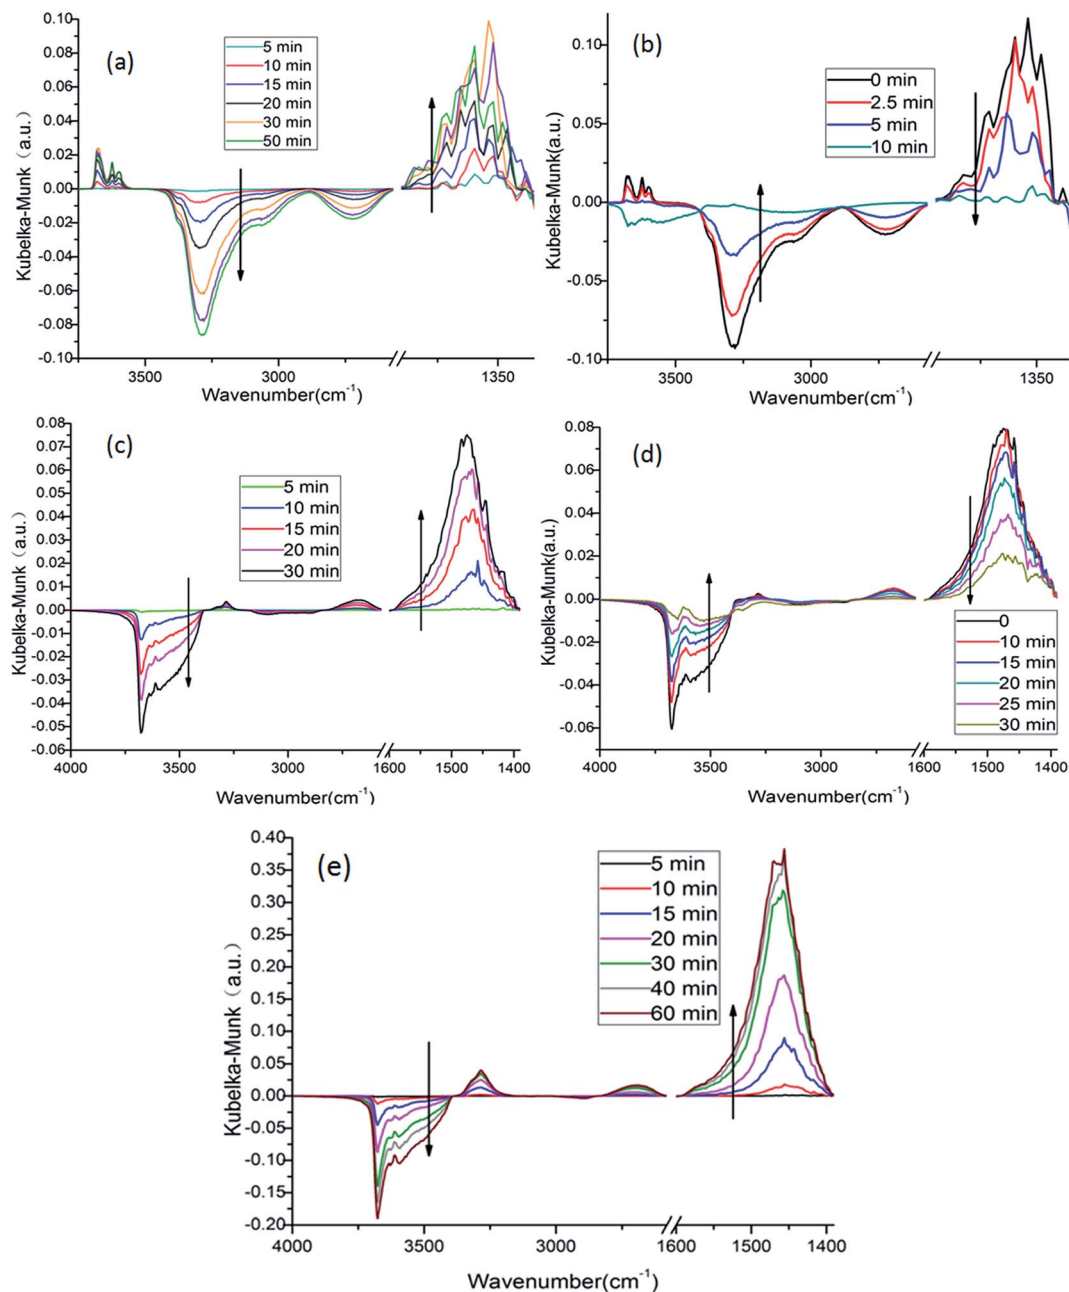 (a)
5 min
10 min
15 min
20 min
30 min
50 min
Kubelka-Munk（a.u.）
0.10
0.08
0.06
0.04
0.02
0.00
-0.02
-0.04
-0.06
-0.08
-0.10
3500 3000 1350
Wavenumber(cm⁻¹)
(b)
0 min
2.5 min
5 min
10 min
Kubelka-Munk(a.u.)
0.10
0.05
0.00
-0.05
-0.10
3500 3000 1350
Wavenumber(cm⁻¹)
(c)
5 min
10 min
15 min
20 min
30 min
Kubelka-Munk（a.u.）
0.08
0.07
0.06
0.05
0.04
0.03
0.02
0.01
0.00
-0.01
-0.02
-0.03
-0.04
-0.05
-0.06
4000 3500 3000 1600 1500 1400
Wavenumber(cm⁻¹)
(d)
0
10 min
15 min
20 min
25 min
30 min
Kubelka-Munk(a.u.)
0.08
0.06
0.04
0.02
0.00
-0.02
-0.04
-0.06
4000 3500 3000 1600 1500 1400
Wavenumber(cm⁻¹)
(e)
5 min
10 min
15 min
20 min
30 min
40 min
60 min
Kubelka-Munk（a.u.）
0.40
0.35
0.30
0.25
0.20
0.15
0.10
0.05
0.00
-0.05
-0.10
-0.15
-0.20
4000 3500 3000 1600 1500 1400
Wavenumber(cm⁻¹)